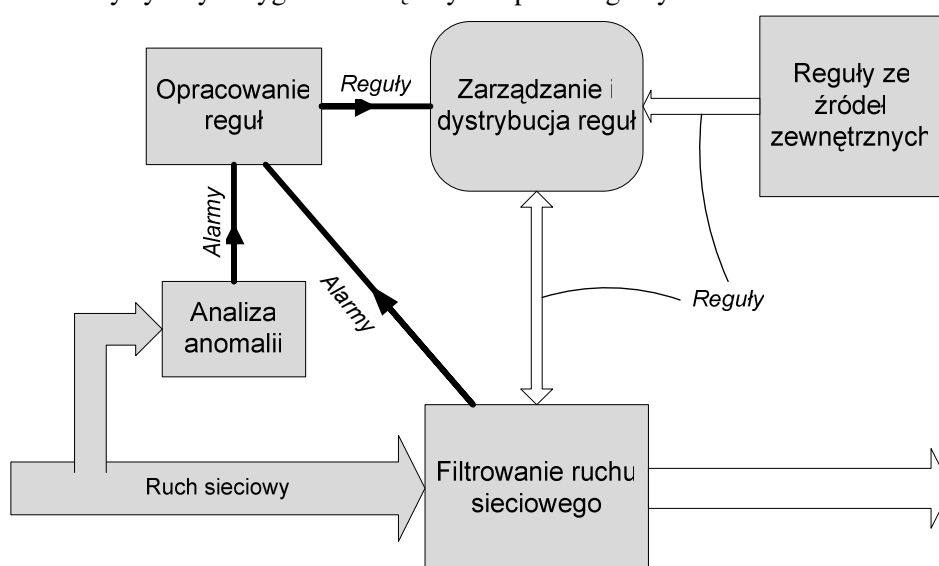 Opracowanie
reguł
Reguły
Zarządzanie i
dystrybucja reguł
Reguły ze
źródeł
zewnętrznych
Alarmy
Alarmy
Reguły
Analiza
anomalii
Ruch sieciowy
Filtrowanie ruchu
sieciowego